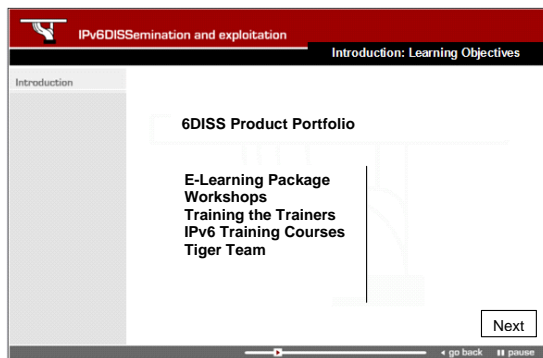 IPv6DISSemination and exploitation
Introduction: Learning Objectives
Introduction
6DISS Product Portfolio
E-Learning Package
Workshops
Training the Trainers
IPv6 Training Courses
Tiger Team
Next
go back
pause